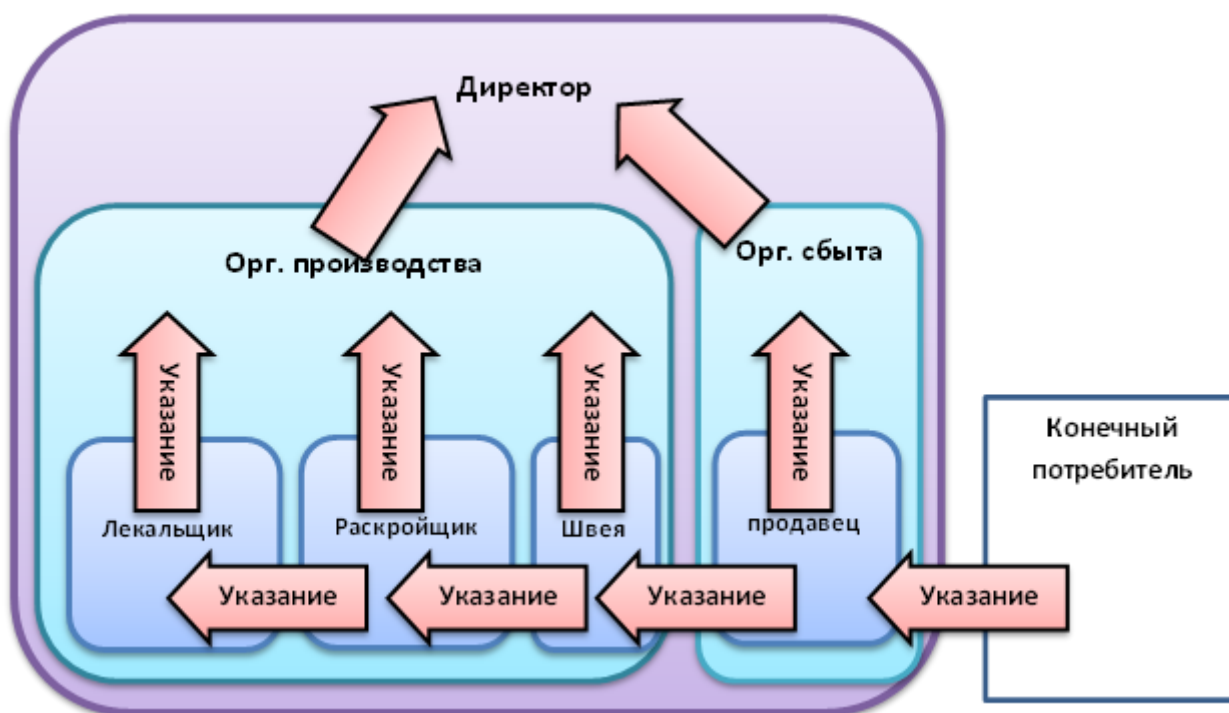 Директор
Орг. производства
Орг. сбыта
Указание
Указание
Указание
Указание
Конечный
потребитель
Лекальщик
Раскройщик
Швея
продавец
Указание
Указание
Указание
Указание